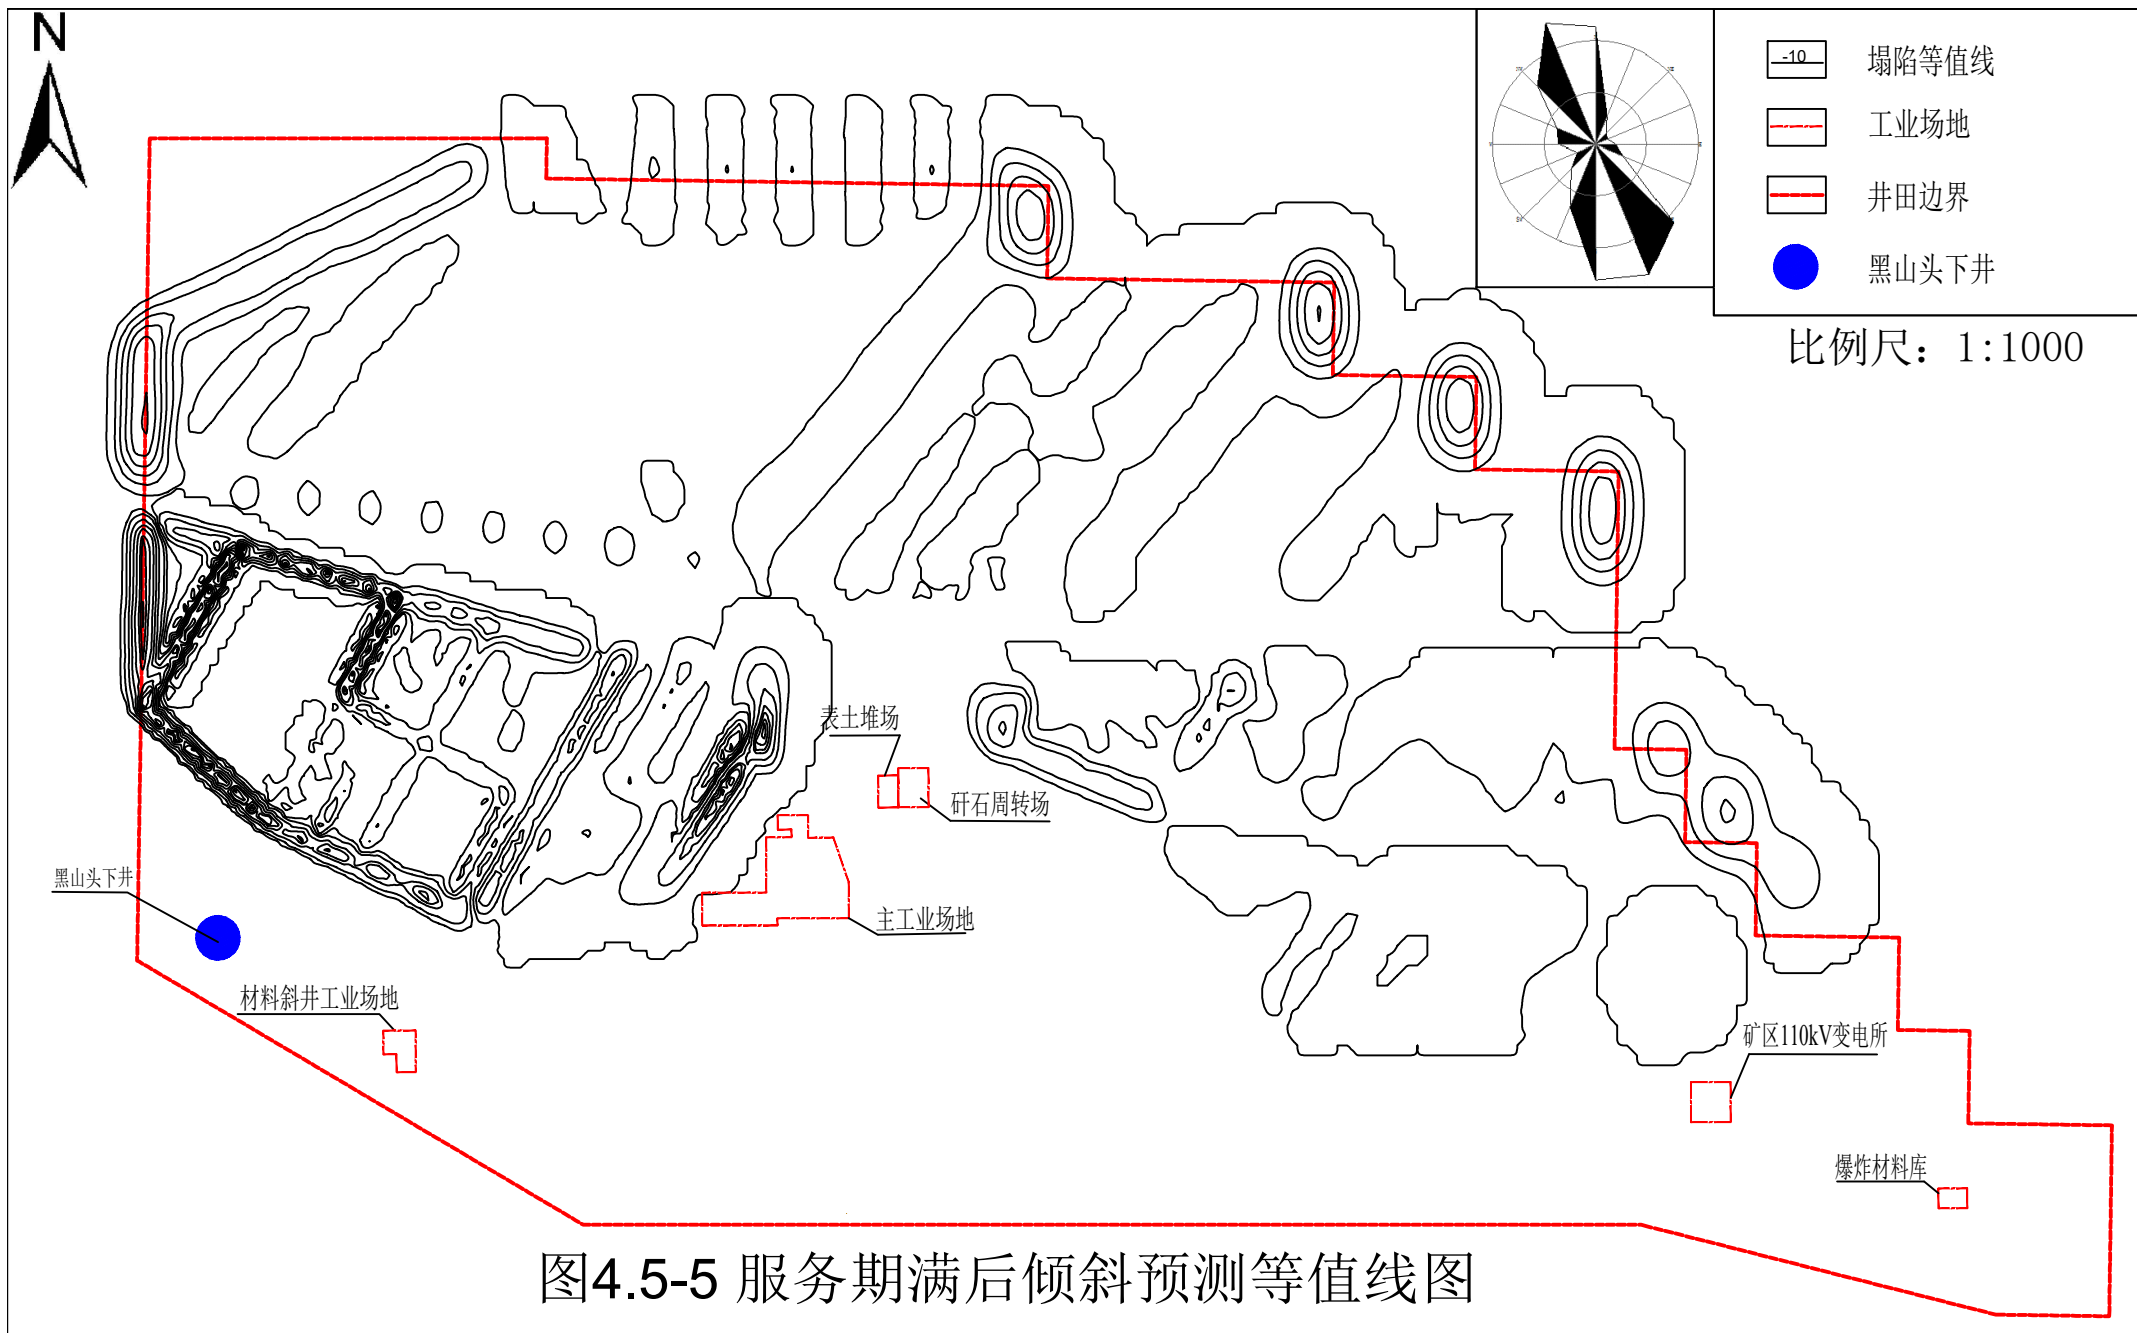 N
-10
塌陷等值线
工业场地
井田边界
黑山头下井
比例尺：1:1000
表土堆场
矸石周转场
主工业场地
黑山头下井
材料斜井工业场地
矿区110kV变电所
爆炸材料库
图4.5-5 服务期满后倾斜预测等值线图